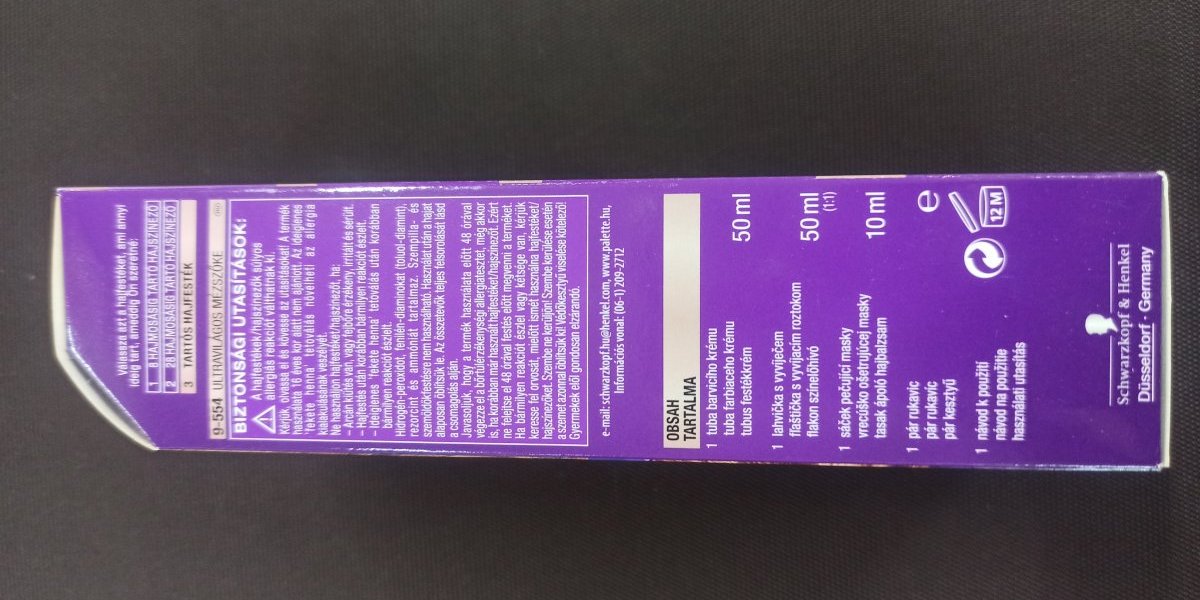 Válassza azt a hajfestéket, ami annyi
ideig tart, amodog Ön szeretné:
1 8 HAJMOSÁSIG TARTÓ HAJSZÍNEZŐ
2 28 HAJMOSÁSIG TARTÓ HAJSZÍNEZŐ
3 TARTÓS HAJFESTÉK
9-554 ULTRAVILÁGOS MÉZSZŐKE
BIZTONSÁGI UTASÍTÁSOK:
A hajfestékek/hajszínezők súlyos
allergiás reakciót válthatnak ki.
Kérjük, olvassa el és kövesse az utasításokat! A termék
használata 16 éves kor alatt nem ajánlott. Az ideiglenes
"fekete henna" tetoválás növelheti az allergia
kialakulásának veszélyét.
Ne használjon hajfestéket/hajszínezőt, ha:
– Arcán kiütés van, vagy fejbőre érzékeny, irritált és sérült.
– Hajfestés után korábban bármilyen reakciót észlelt.
– Ideiglenes fekete henna tetoválás után korábban
bármilyen reakciót észlelt.
Hidrogén-peroxidot, fenilén-diaminoka (toluol-diamint),
rezorcint és ammóniát tartalmaz. Szempilla- és
szemöldökfestésre nem használható. Használat után a hajat
alaposan öblítsük le. Az összetevők teljes felsorolását lásd
a csomagolás alján.
Javasoljuk, hogy a termék használata előtt 48 órával
végezze el a bőrtúlérzékenységi allergiatesztet, még akkor
is, ha korábban már használt hajfestéket/hajszínezőt. Ezért
ne felejtse el 48 órával festés előtt megvenni a terméket.
Ha bármilyen reakciót észlel vagy kétsége van, kérjük
keresse fel orvosát, mielőtt ismét használna hajfestéket/
hajszínezőket. Szembe ne kerüljön! Szembe kerülése esetén
a szemet azonnal öblítsük ki! Védőkesztyű viselése kötelező!
Gyermekek elől gondosan elzárandó.
e-mail: schwarzkopf.hu@henkel.com, www.palette.hu,
Információs vonal: (06-1) 209-2712
OBSAH
TARTALMA
1 tuba barvicího krému
tuba farbiaceho krému 50 ml
tubus festékkrém
1 lahvička s vyvíječem
fľaštička s vyvíjacím roztokom 50 ml
flakon színelőhívó (1:1)
1 sáček pečující masky
vrecúško ošetrujúcej masky 10 ml
tasak ápoló hajbalzsam
1 pár rukavic
pár rukavíc
pár kesztyű
1 návod k použití
návod na použitie
használati utasítás
℮
12 M
Schwarzkopf & Henkel
Düsseldorf · Germany